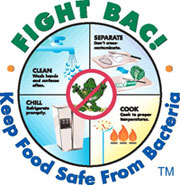 FIGHT BAC!
CLEAN
Wash hands
and surfaces
often.
SEPARATE
Don't cross-
contaminate.
CHILL
Refrigerate
promptly.
COOK
Cook to proper
temperatures.
Keep Food Safe From Bacteria
TM